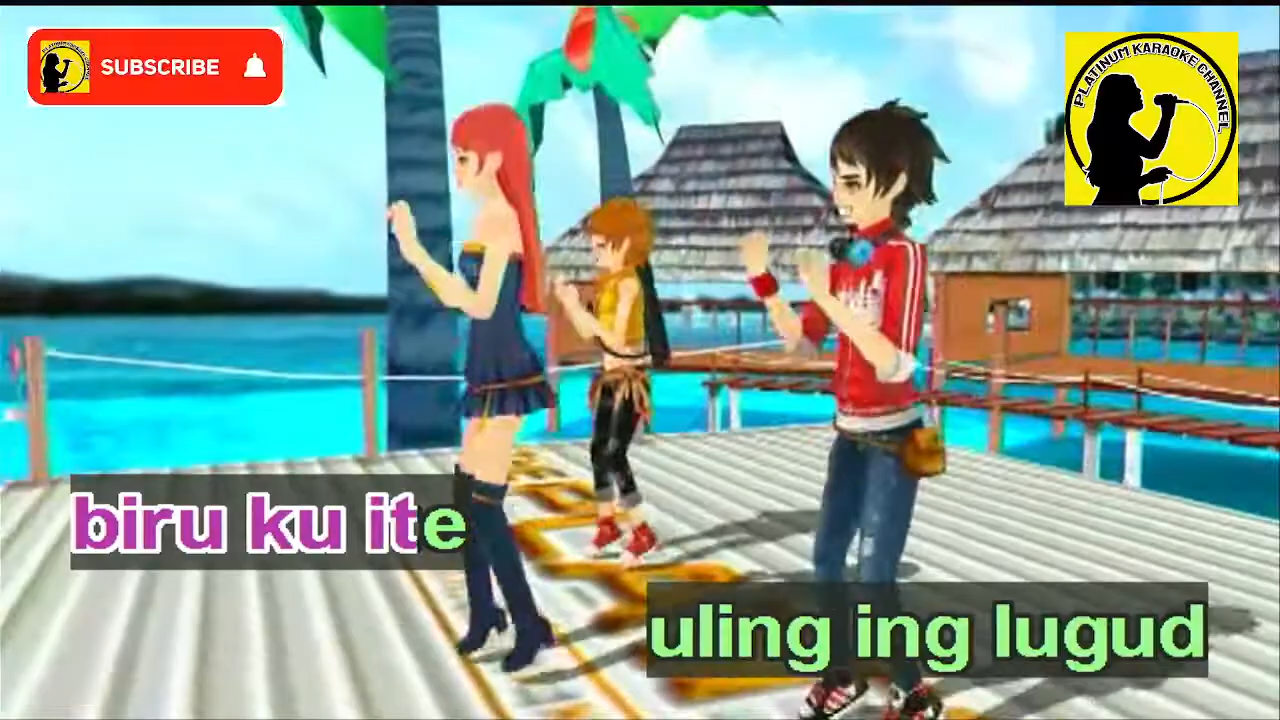 SUBSCRIBE
PLATINUM KARAOKE CHANNEL
biru ku ite
uling ing lugud